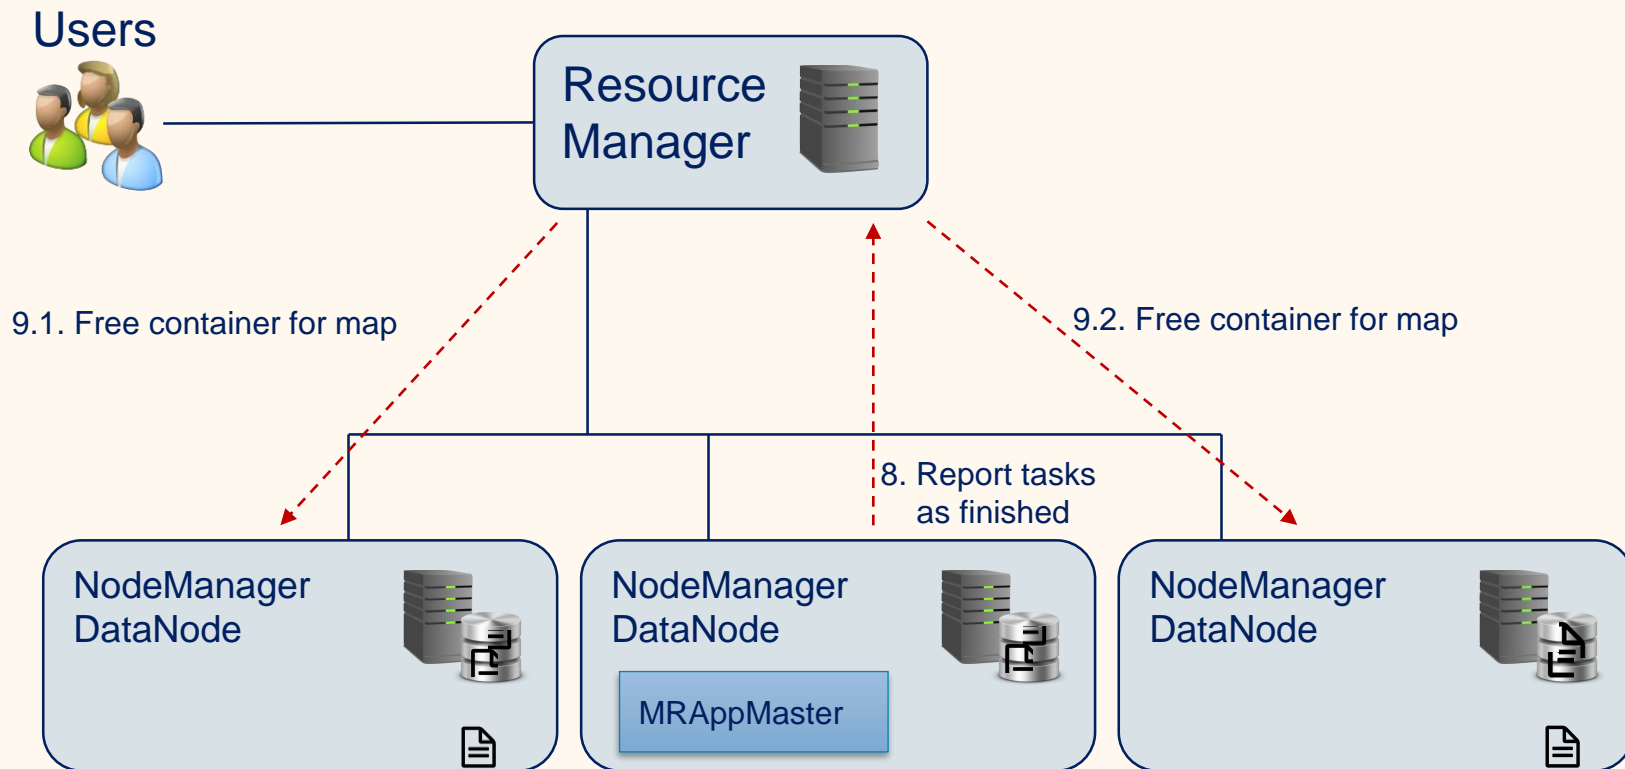 Users
Resource
Manager
9.1. Free container for map
9.2. Free container for map
8. Report tasks
as finished
NodeManager
DataNode
NodeManager
DataNode
NodeManager
DataNode
MRAppMaster